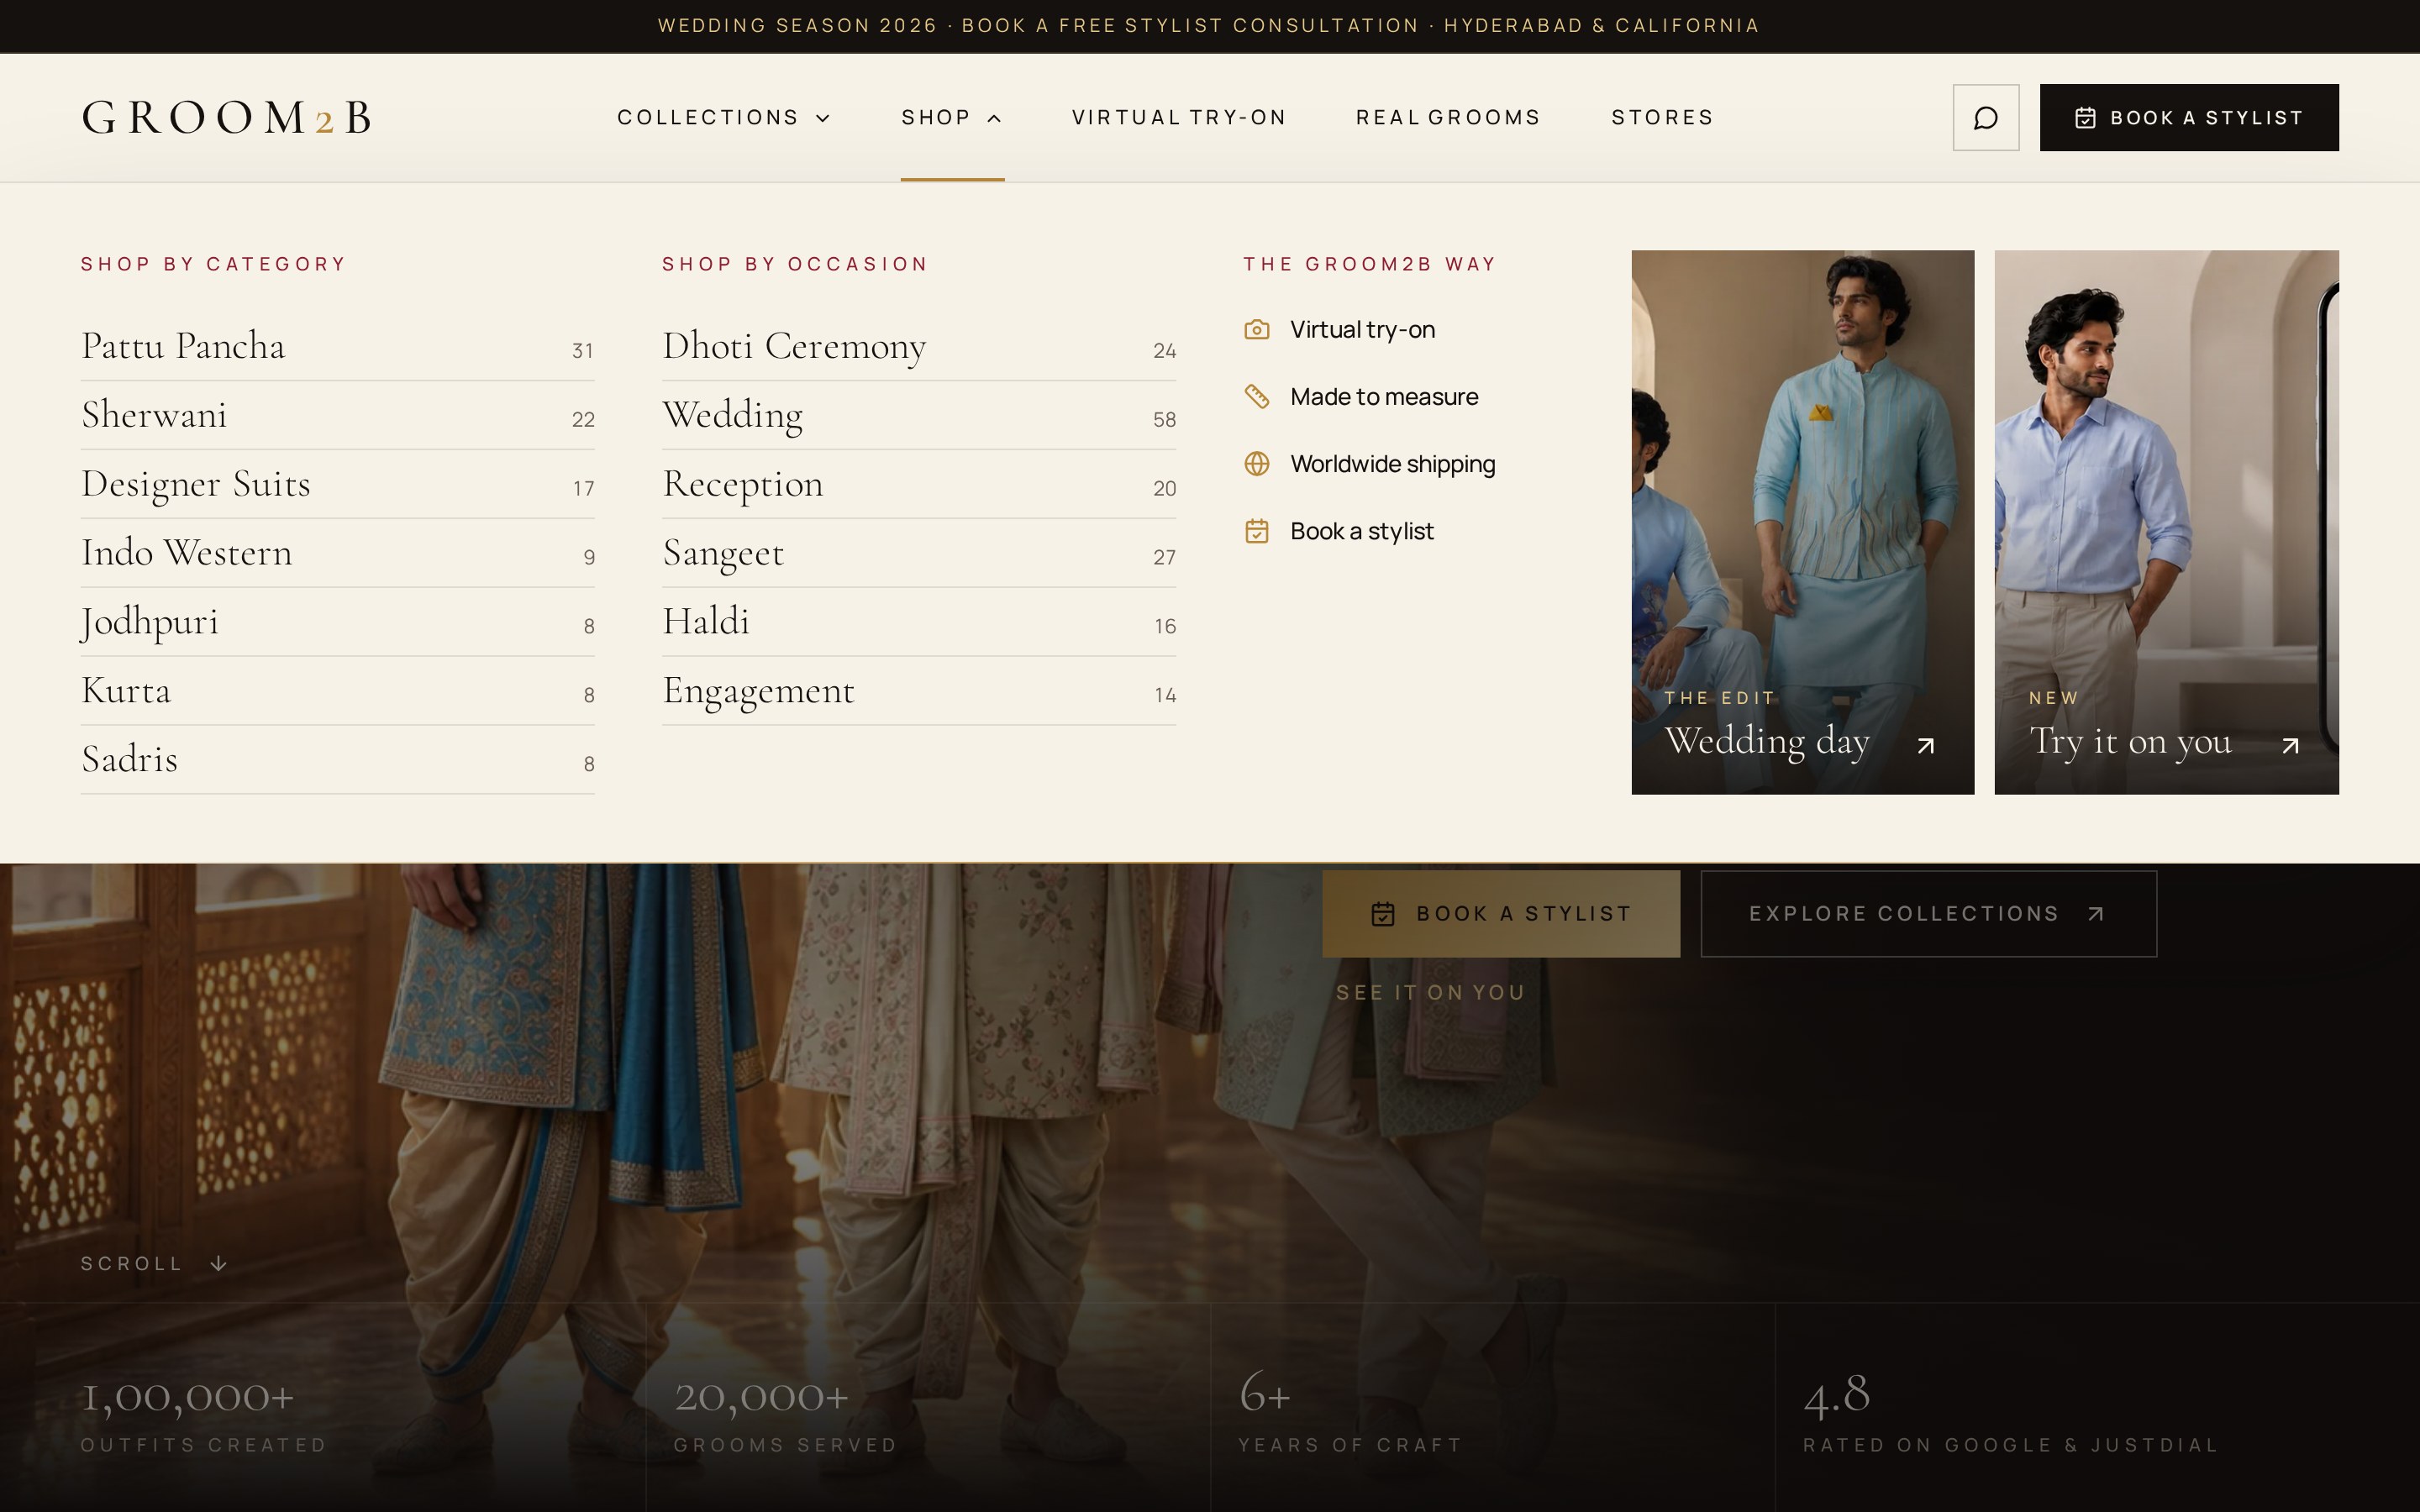 WEDDING SEASON 2026 · BOOK A FREE STYLIST CONSULTATION · HYDERABAD & CALIFORNIA
GROOM2B
COLLECTIONS
SHOP
VIRTUAL TRY-ON
REAL GROOMS
STORES
BOOK A STYLIST
SHOP BY CATEGORY
Pattu Pancha 31
Sherwani 22
Designer Suits 17
Indo Western 9
Jodhpuri 8
Kurta 8
Sadris 8
SHOP BY OCCASION
Dhoti Ceremony 24
Wedding 58
Reception 20
Sangeet 27
Haldi 16
Engagement 14
THE GROOM2B WAY
Virtual try-on
Made to measure
Worldwide shipping
Book a stylist
THE EDIT
Wedding day
NEW
Try it on you
BOOK A STYLIST
EXPLORE COLLECTIONS
SEE IT ON YOU
SCROLL
1,00,000+
OUTFITS CREATED
20,000+
GROOMS SERVED
6+
YEARS OF CRAFT
4.8
RATED ON GOOGLE & JUSTDIAL